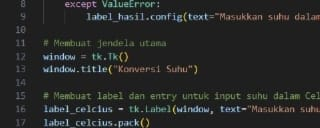 8 except ValueError:
9 label_hasil.config(text="Masukkan suhu dalam
10
11 # Membuat jendela utama
12 window = tk.Tk()
13 window.title("Konversi Suhu")
14
15 # Membuat label dan entry untuk input suhu dalam Cel
16 label_celcius = tk.Label(window, text="Masukkan suhu
17 label_celcius.pack()